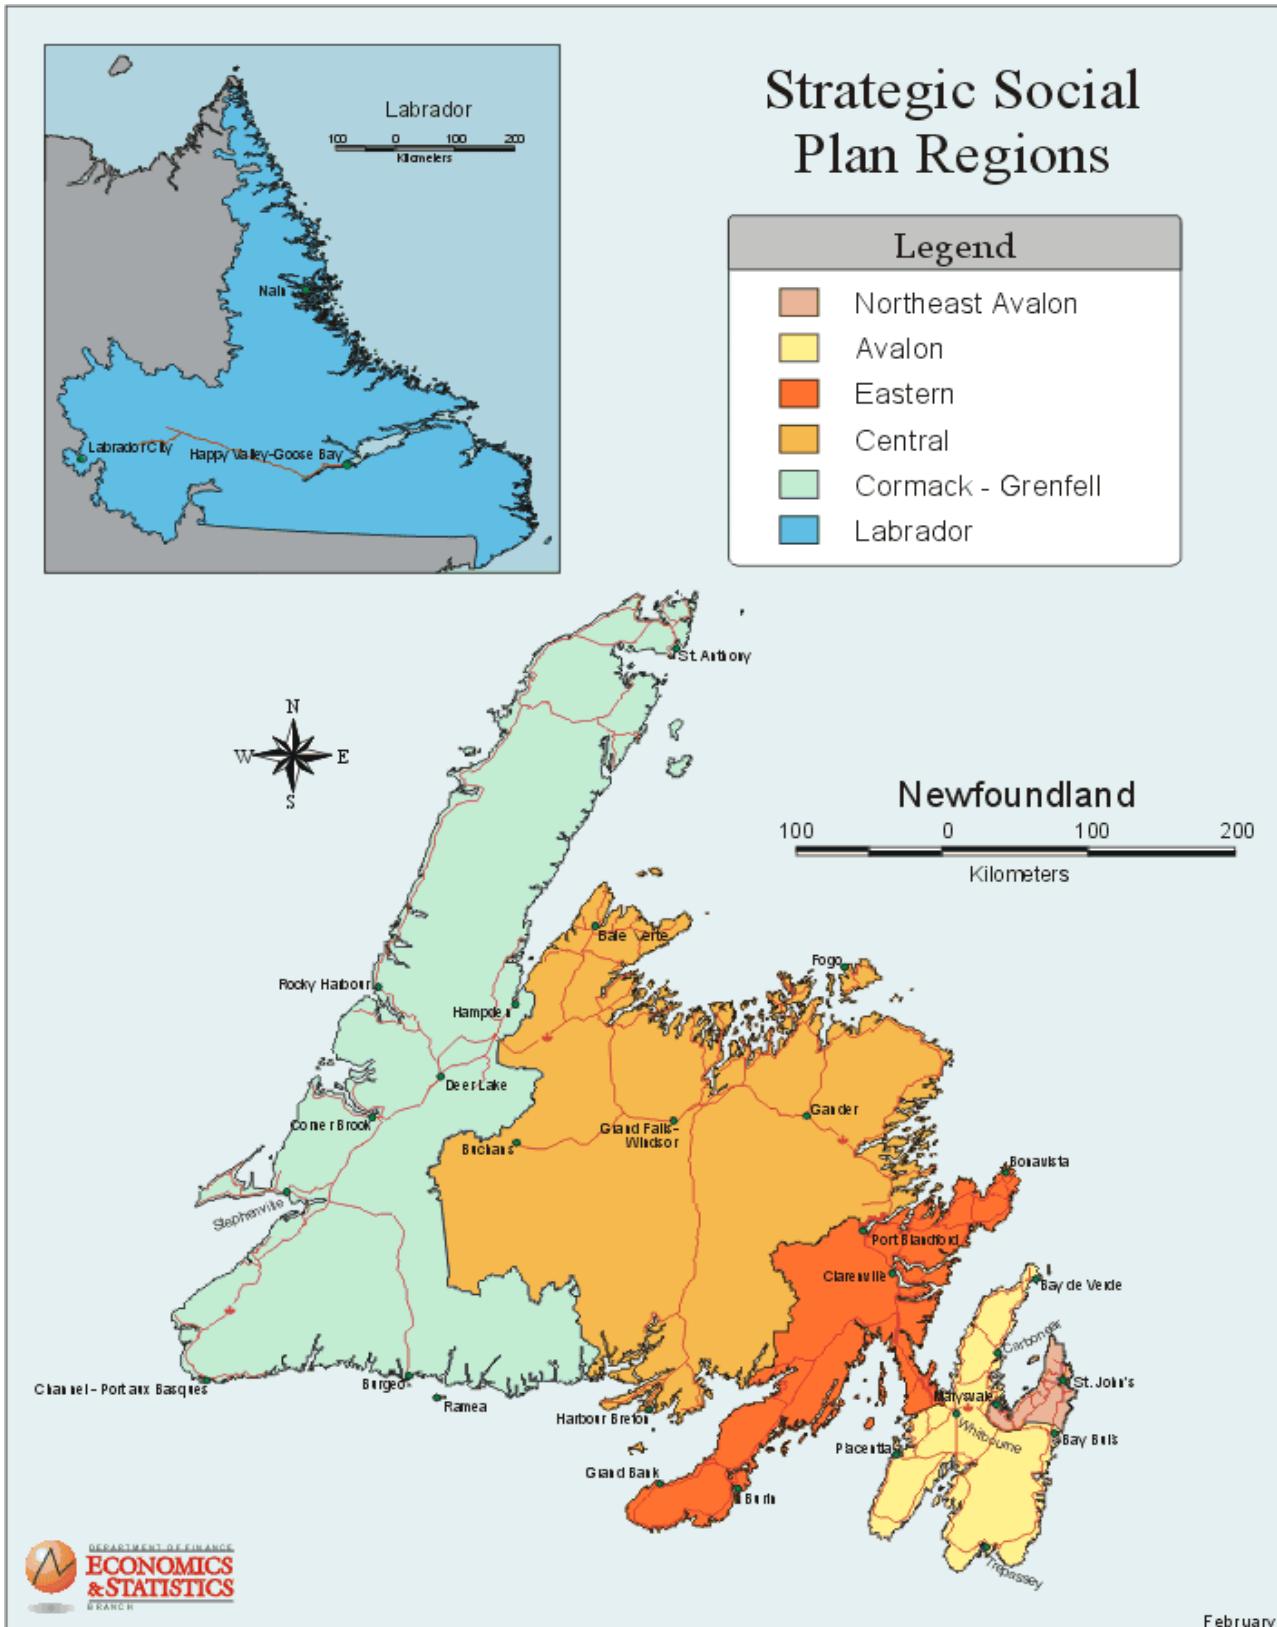 Strategic Social
Plan Regions
Labrador
100 0 100 200
Kilometers
Nain
Labrador City
Happy Valley-Goose Bay
Legend
Northeast Avalon
Avalon
Eastern
Central
Cormack - Grenfell
Labrador
St. Anthony
N
W E
S
Newfoundland
100 0 100 200
Kilometers
Baie Verte
Fogo
Rocky Harbour
Hampden
Deer Lake
Corner Brook
Grand Falls-
Windsor
Gander
Buchans
Bonavista
Stephenville
Port Blandford
Clarenville
Bay de Verde
Carbonear
Channel - Port aux Basques
Burgeo
St. John's
Marysvale
Ramea
Harbour Breton
Whitbourne
Bay Bulls
Placentia
Grand Bank
Burin
Trepassey
DEPARTMENT OF FINANCE
ECONOMICS
& STATISTICS
BRANCH
February